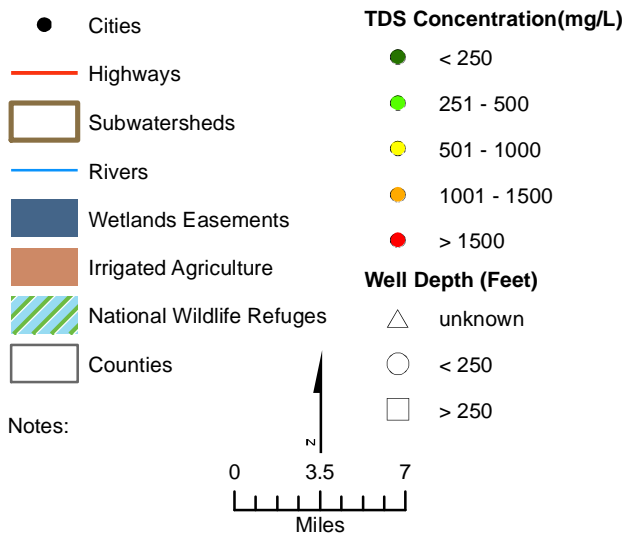 Cities
Highways
Subwatersheds
Rivers
Wetlands Easements
Irrigated Agriculture
National Wildlife Refuges
Counties
Notes:
TDS Concentration(mg/L)
< 250
251 - 500
501 - 1000
1001 - 1500
> 1500
Well Depth (Feet)
unknown
< 250
> 250
N
0 3.5 7
Miles